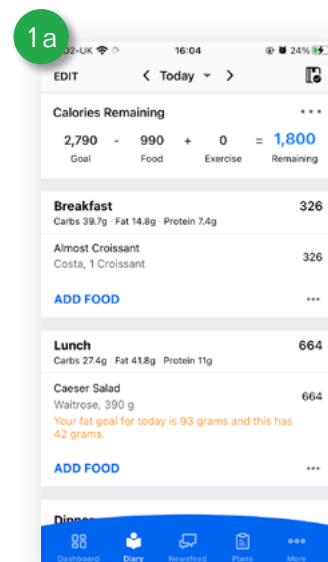 1a
O2-UK 16:04 24%
EDIT < Today >
Calories Remaining ...
2,790 - 990 + 0 = 1,800
Goal Food Exercise Remaining
Breakfast 326
Carbs 39.7g · Fat 14.8g · Protein 7.4g
Almost Croissant 326
Costa, 1 Croissant
ADD FOOD ...
Lunch 664
Carbs 27.4g · Fat 41.8g · Protein 11g
Caeser Salad 664
Waitrose, 390 g
Your fat goal for today is 93 grams and this has
42 grams.
ADD FOOD ...
Dinner
Dashboard Diary Newsfeed Plans More